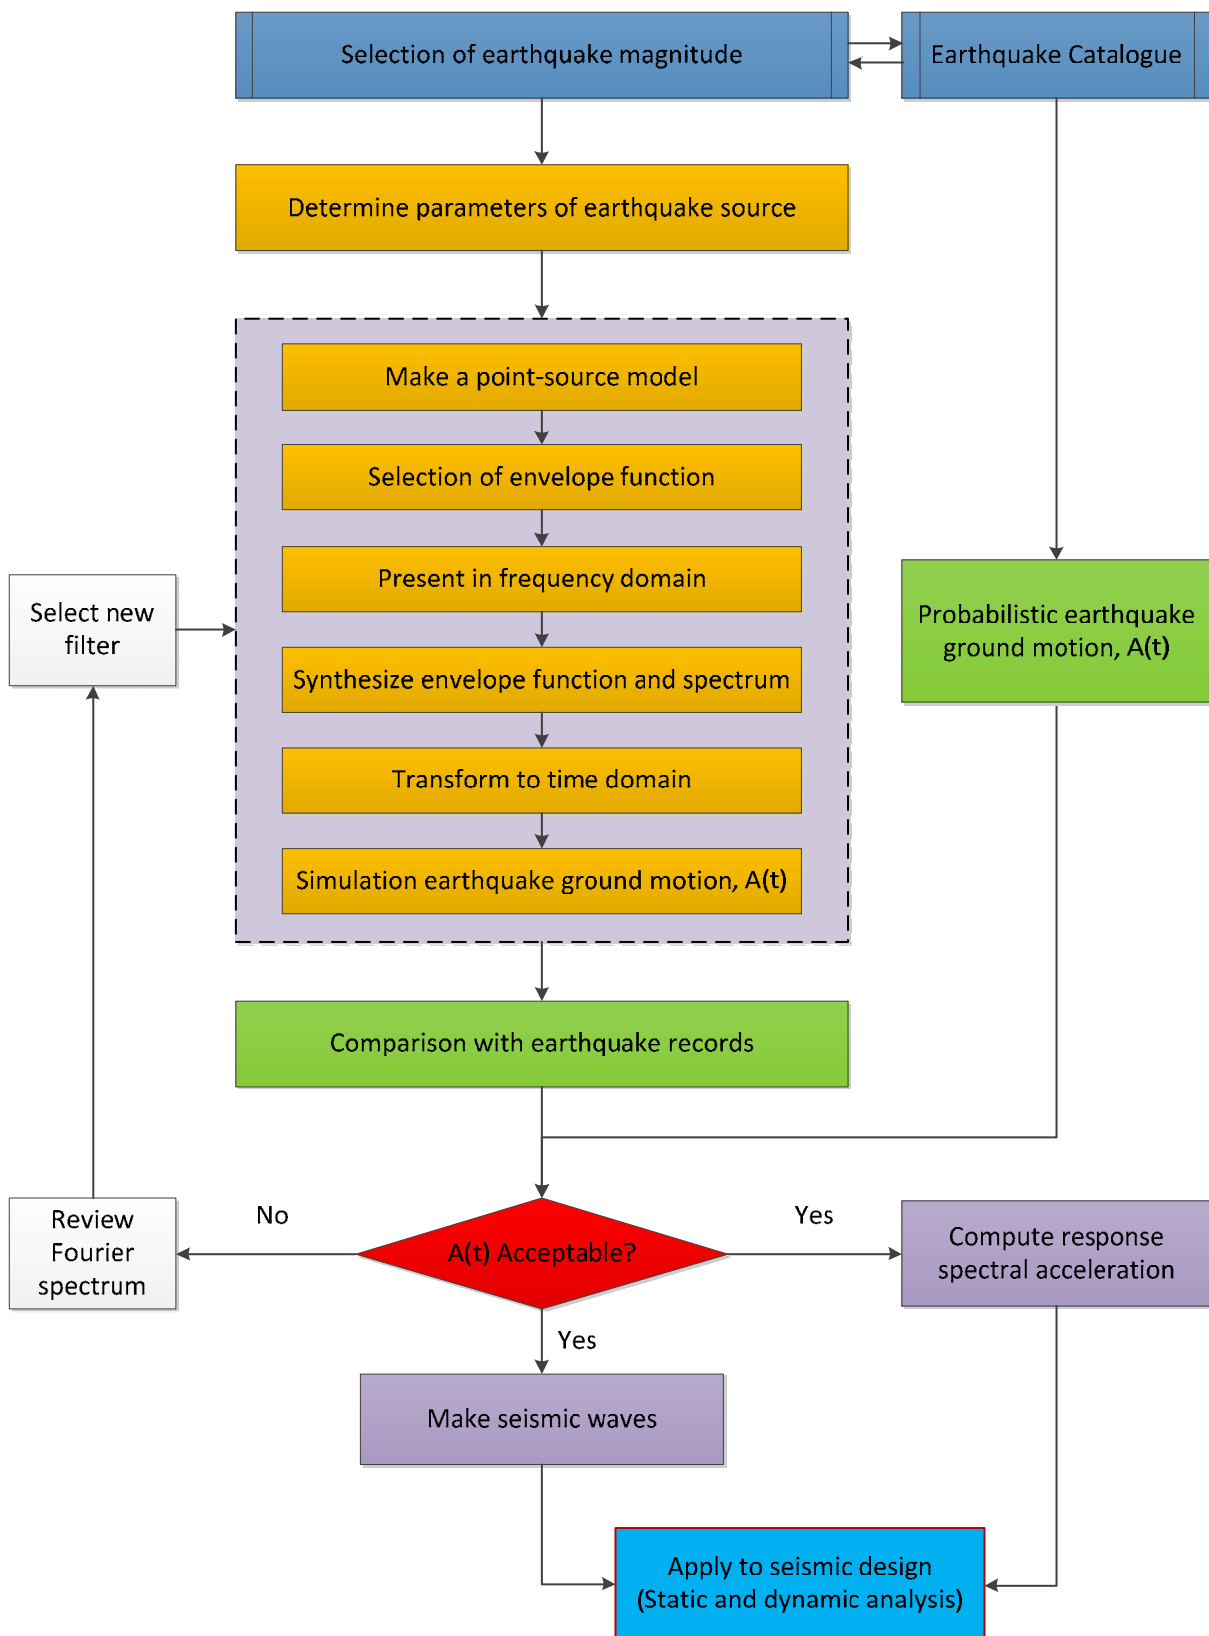 Selection of earthquake magnitude
Earthquake Catalogue
Determine parameters of earthquake source
Make a point-source model
Selection of envelope function
Present in frequency domain
Synthesize envelope function and spectrum
Transform to time domain
Simulation earthquake ground motion, A(t)
Select new
filter
Probabilistic earthquake
ground motion, A(t)
Comparison with earthquake records
No
Yes
Review
Fourier
spectrum
A(t) Acceptable?
Compute response
spectral acceleration
Yes
Make seismic waves
Apply to seismic design
(Static and dynamic analysis)